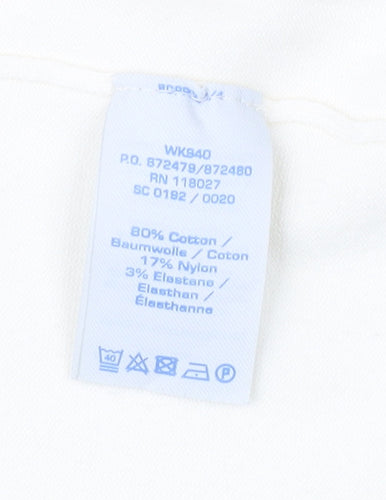 WK940
P.O. 872479/872480
RN 118027
SC 0192 / 0020
80% Cotton /
Baumwolle / Coton
17% Nylon
3% Elastane /
Elasthan /
Élasthanne
40
P